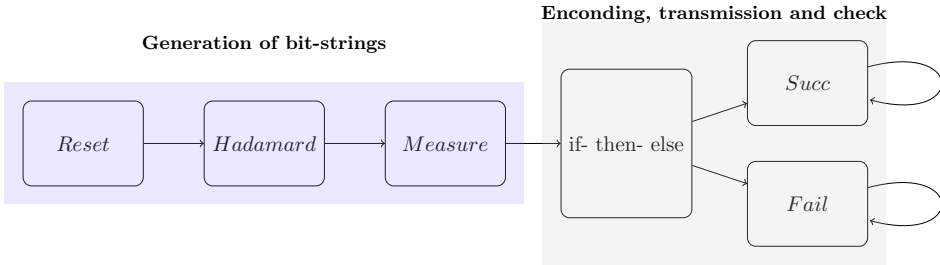 Enconding, transmission and check
Generation of bit-strings
Succ
Reset
Hadamard
Measure
if- then- else
Fail